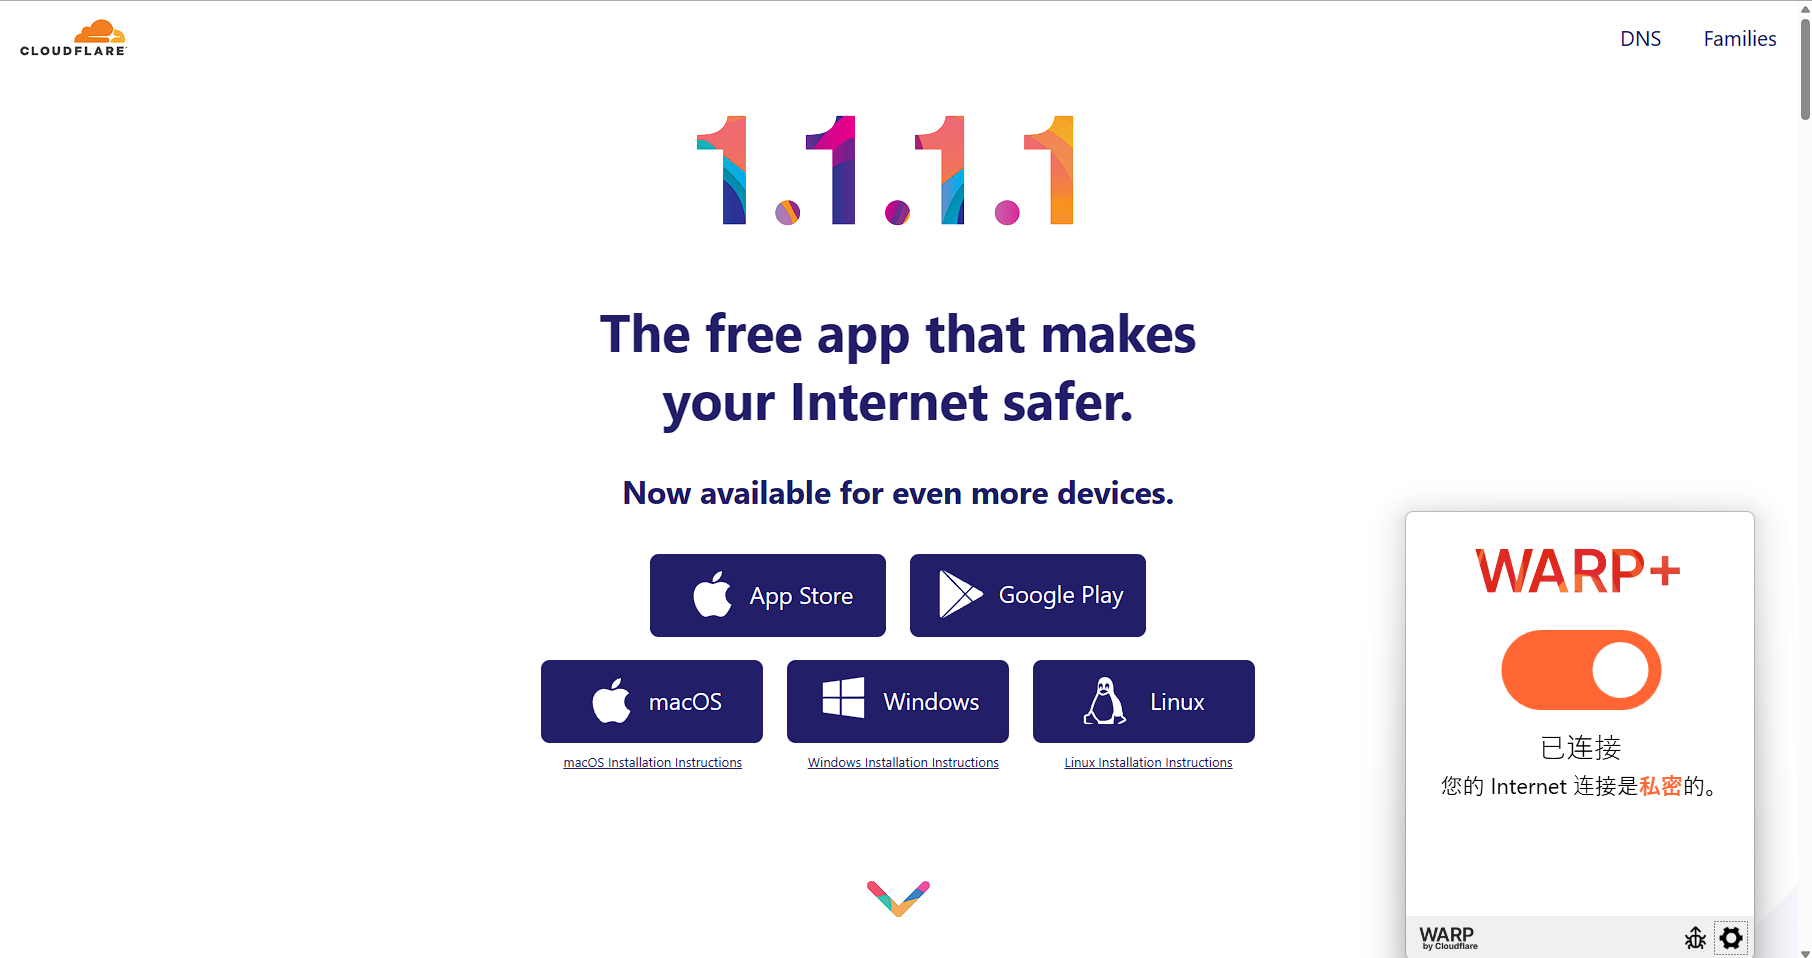 CLOUDFLARE
DNS
Families
1.1.1.1
The free app that makes
your Internet safer.
Now available for even more devices.
App Store
Google Play
macOS
Windows
Linux
macOS Installation Instructions
Windows Installation Instructions
Linux Installation Instructions
WARP+
已连接
您的 Internet 连接是私密的。
WARP
by Cloudflare